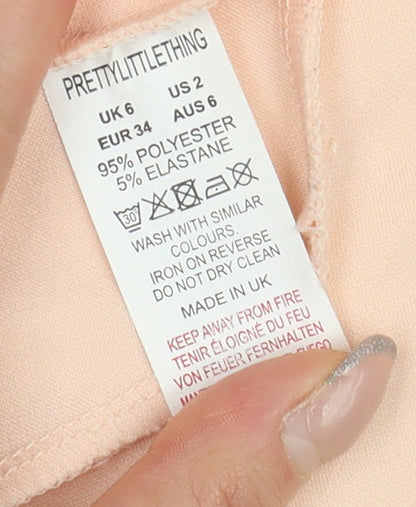 PRETTYLITTLETHING
UK 6 US 2
EUR 34 AUS 6
95% POLYESTER
5% ELASTANE
30
WASH WITH SIMILAR
COLOURS.
IRON ON REVERSE
DO NOT DRY CLEAN
MADE IN UK
KEEP AWAY FROM FIRE
TENIR ÉLOIGNÉ DU FEU
VON FEUER FERNHALTEN
FUEGO